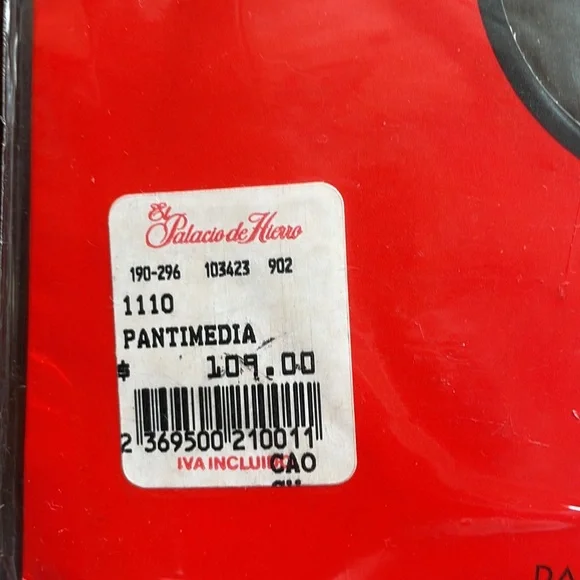 El Palacio de Hierro
190-296 103423 902
1110
PANTIMEDIA
$ 109.00
2 369500 210011
IVA INCLUIDO
CAO